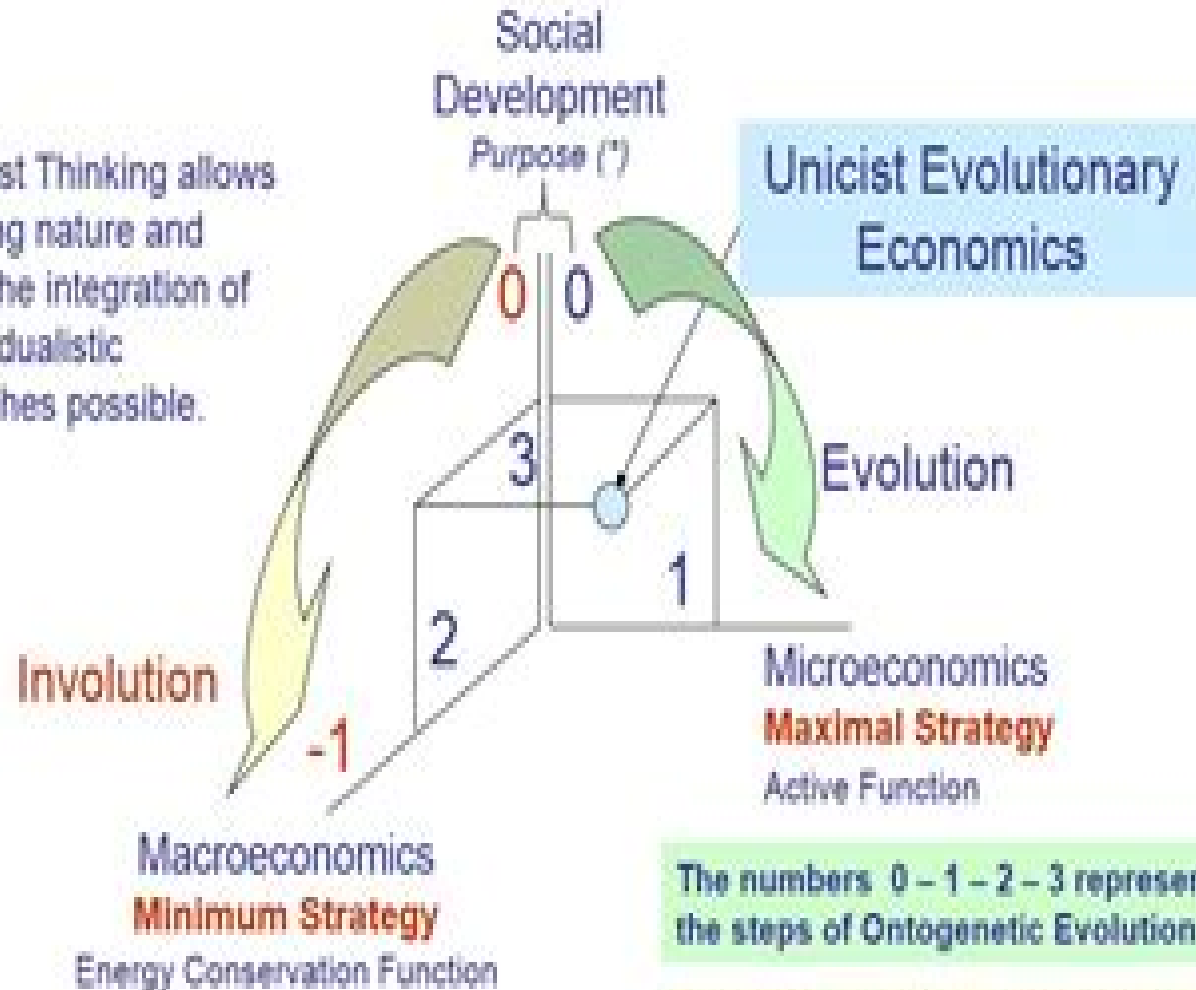 Social
Development
Purpose (*)
st Thinking allows
ng nature and
he integration of
dualistic
hes possible.
Unicist Evolutionary
Economics
0 0
3
Evolution
1
2
Involution
-1
Microeconomics
Maximal Strategy
Active Function
Macroeconomics
Minimum Strategy
Energy Conservation Function
The numbers 0 – 1 – 2 – 3 represen
the steps of Ontogenetic Evolution